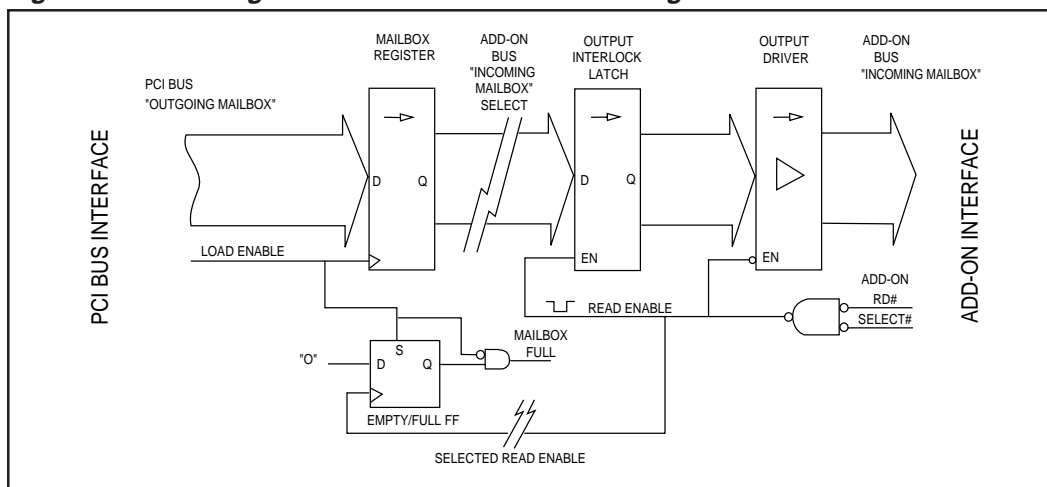 MAILBOX
REGISTER
ADD-ON
BUS
"INCOMING
MAILBOX"
SELECT
OUTPUT
INTERLOCK
LATCH
OUTPUT
DRIVER
ADD-ON
BUS
"INCOMING MAILBOX"
PCI BUS
"OUTGOING MAILBOX"
PCI BUS INTERFACE
ADD-ON INTERFACE
D Q
D Q
LOAD ENABLE
EN
EN
READ ENABLE
ADD-ON
RD#
SELECT#
MAILBOX
FULL
S
"O"
D Q
EMPTY/FULL FF
SELECTED READ ENABLE